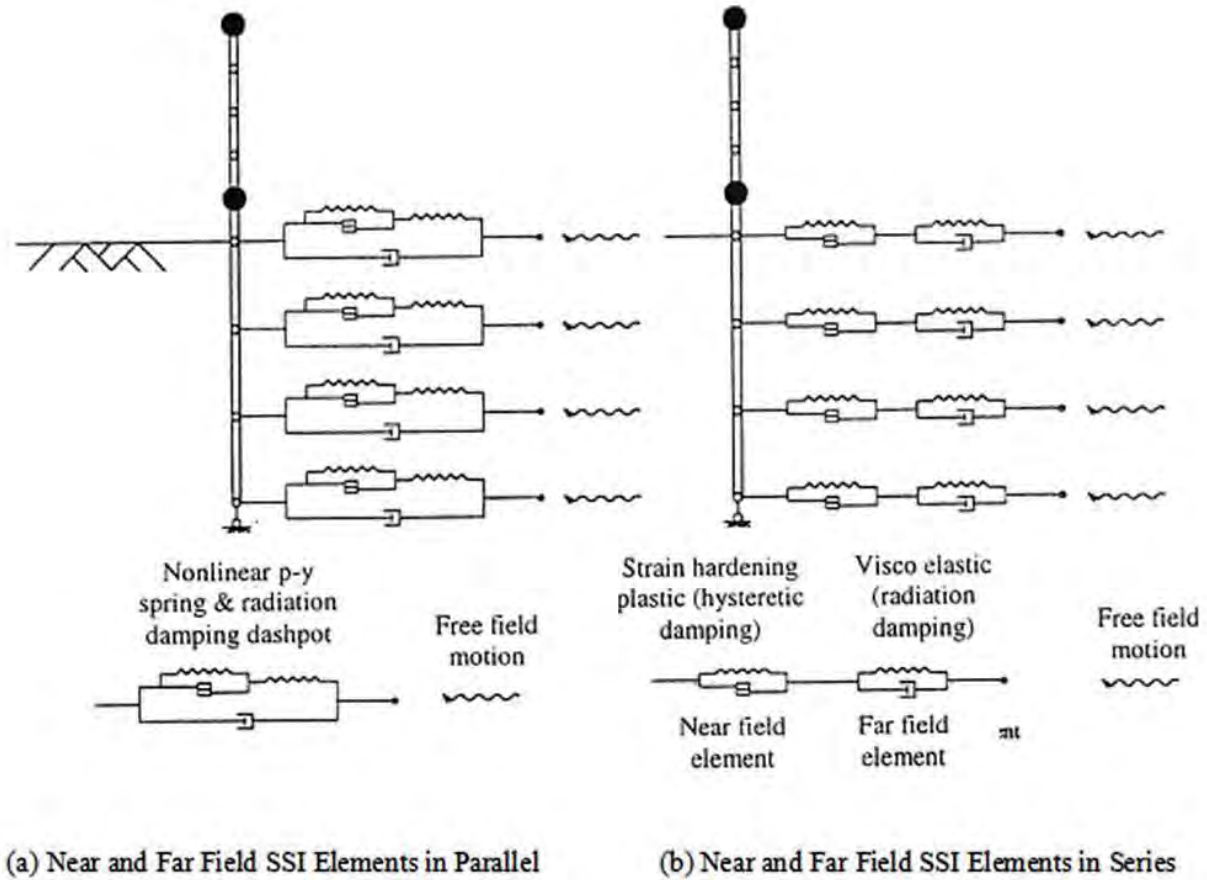 Nonlinear p-y
spring & radiation
damping dashpot
Free field
motion
Strain hardening
plastic (hysteretic
damping)
Visco elastic
(radiation
damping)
Free field
motion
Near field
element
Far field
element
(a) Near and Far Field SSI Elements in Parallel
(b) Near and Far Field SSI Elements in Series